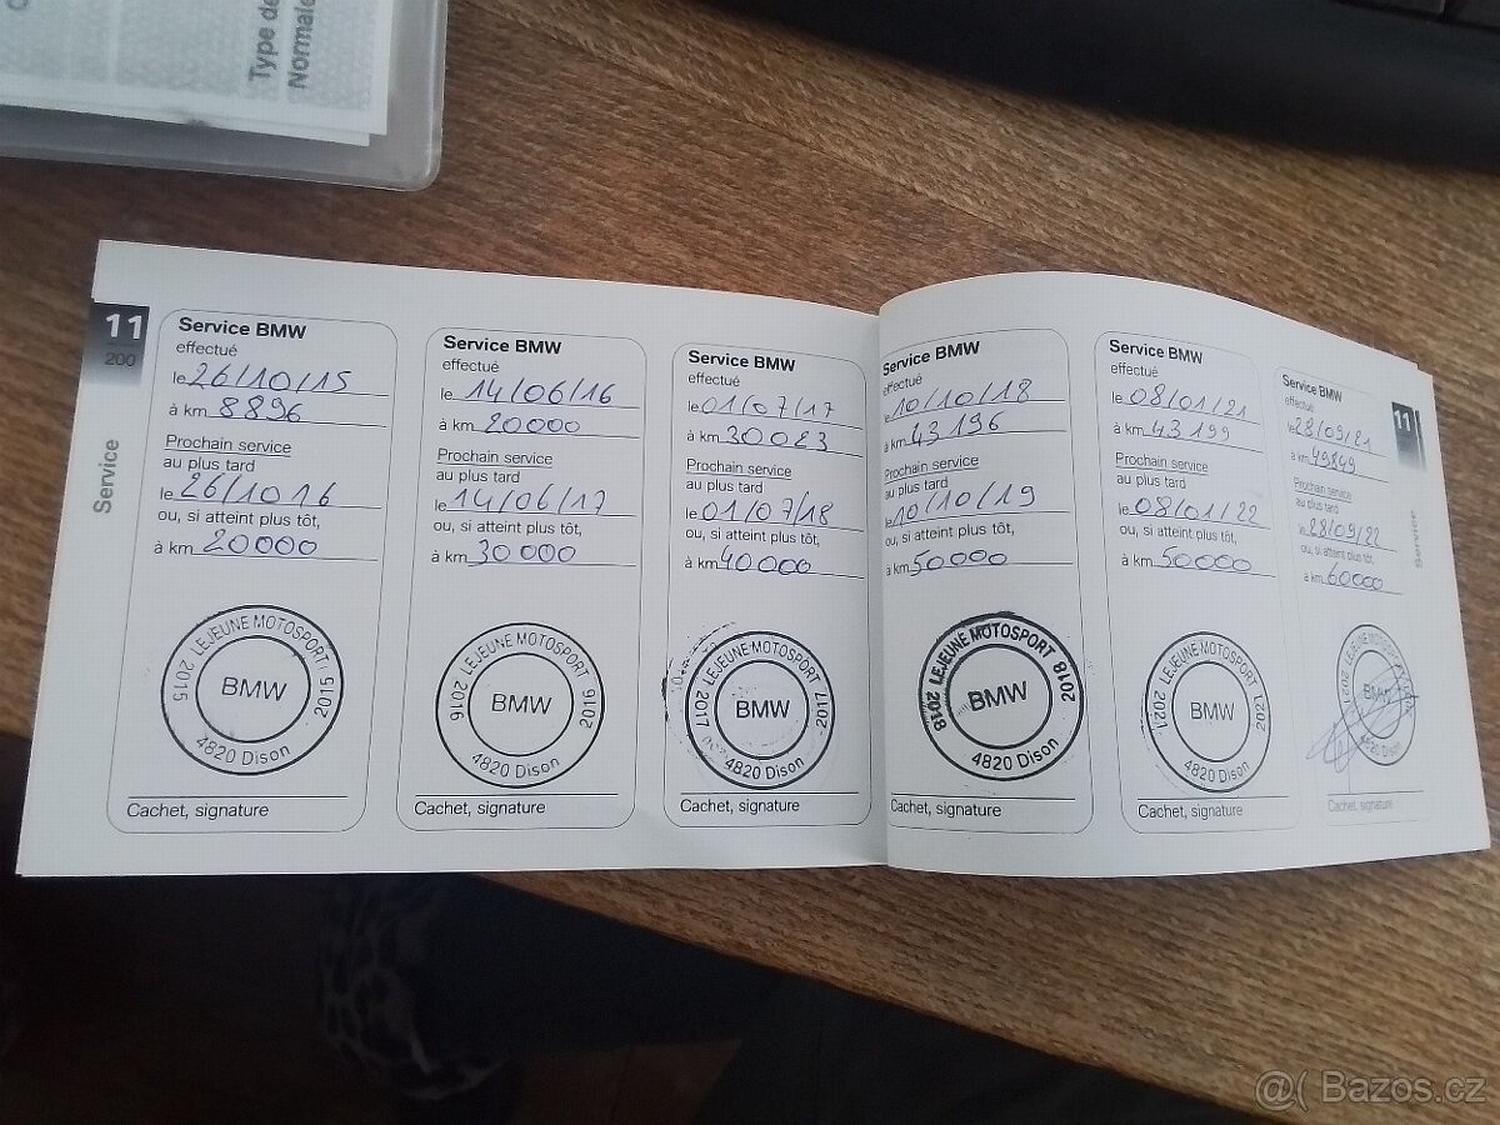 Type de
Normale
11
200
Service
Service BMW
effectué
le 26/10/15
à km 8896
Prochain service
au plus tard
le 26/10 16
ou, si atteint plus tôt,
à km 20000
2015 LEJEUNE MOTOSPORT 2015
BMW
4820 Dison
Cachet, signature
Service BMW
effectué
le 14/06/16
à km 20000
Prochain service
au plus tard
le 14/06/17
ou, si atteint plus tôt,
à km 30000
2016 LEJEUNE MOTOSPORT 2016
BMW
4820 Dison
Cachet, signature
Service BMW
effectué
le 01/07/17
à km 30023
Prochain service
au plus tard
le 01/07/18
ou, si atteint plus tôt,
à km 40000
2017 LEJEUNE MOTOSPORT 2017
BMW
4820 Dison
Cachet, signature
Service BMW
effectué
le 10/10/18
à km 43196
Prochain service
au plus tard
le 10/10/19
ou, si atteint plus tôt,
à km 50000
2018 LEJEUNE MOTOSPORT 2018
BMW
4820 Dison
Cachet, signature
Service BMW
effectué
le 08/01/21
à km 43199
Prochain service
au plus tard
le 08/01/22
ou, si atteint plus tôt,
à km 50000
2021 LEJEUNE MOTOSPORT 2021
BMW
4820 Dison
Cachet, signature
Service BMW
effectué
le 28/09/21
à km 49849
Prochain service
au plus tard
le 28/09/22
ou, si atteint plus tôt,
à km 60000
2021 LEJEUNE MOTOSPORT
BMW
4820 Dison
Cachet, signature
11
Service
@( Bazos.cz